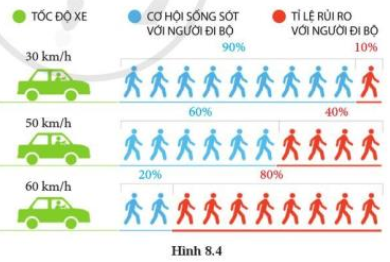 TỐC ĐỘ XE
CƠ HỘI SỐNG SÓT
VỚI NGƯỜI ĐI BỘ
TỈ LỆ RỦI RO
VỚI NGƯỜI ĐI BỘ
30 km/h
90%
10%
50 km/h
60%
40%
60 km/h
20%
80%
Hình 8.4